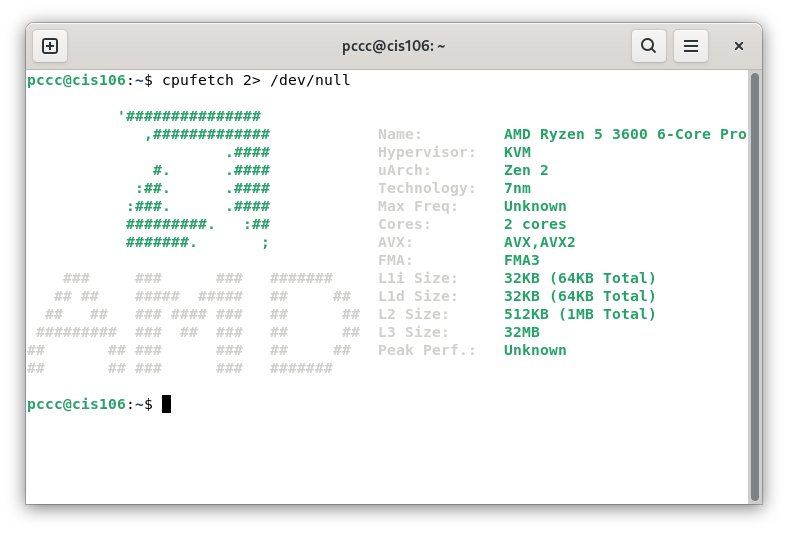 pccc@cis106: ~
pccc@cis106:~$ cpufetch 2> /dev/null
          '###############
             ,#############            Name:         AMD Ryzen 5 3600 6-Core Pro
                      .####            Hypervisor:   KVM
              #.      .####            uArch:        Zen 2
            :##.      .####            Technology:   7nm
           :###.      .####            Max Freq:     Unknown
           #########.   :##            Cores:        2 cores
           #######.       ;            AVX:          AVX,AVX2
                                       FMA:          FMA3
    ###     ###      ###   #######     L1i Size:     32KB (64KB Total)
   ## ##    #####  #####   ##     ##   L1d Size:     32KB (64KB Total)
  ##   ##   ### #### ###   ##      ##  L2 Size:      512KB (1MB Total)
 #########  ###  ##  ###   ##      ##  L3 Size:      32MB
##       ## ###      ###   ##     ##   Peak Perf.:   Unknown
##       ## ###      ###   #######
pccc@cis106:~$